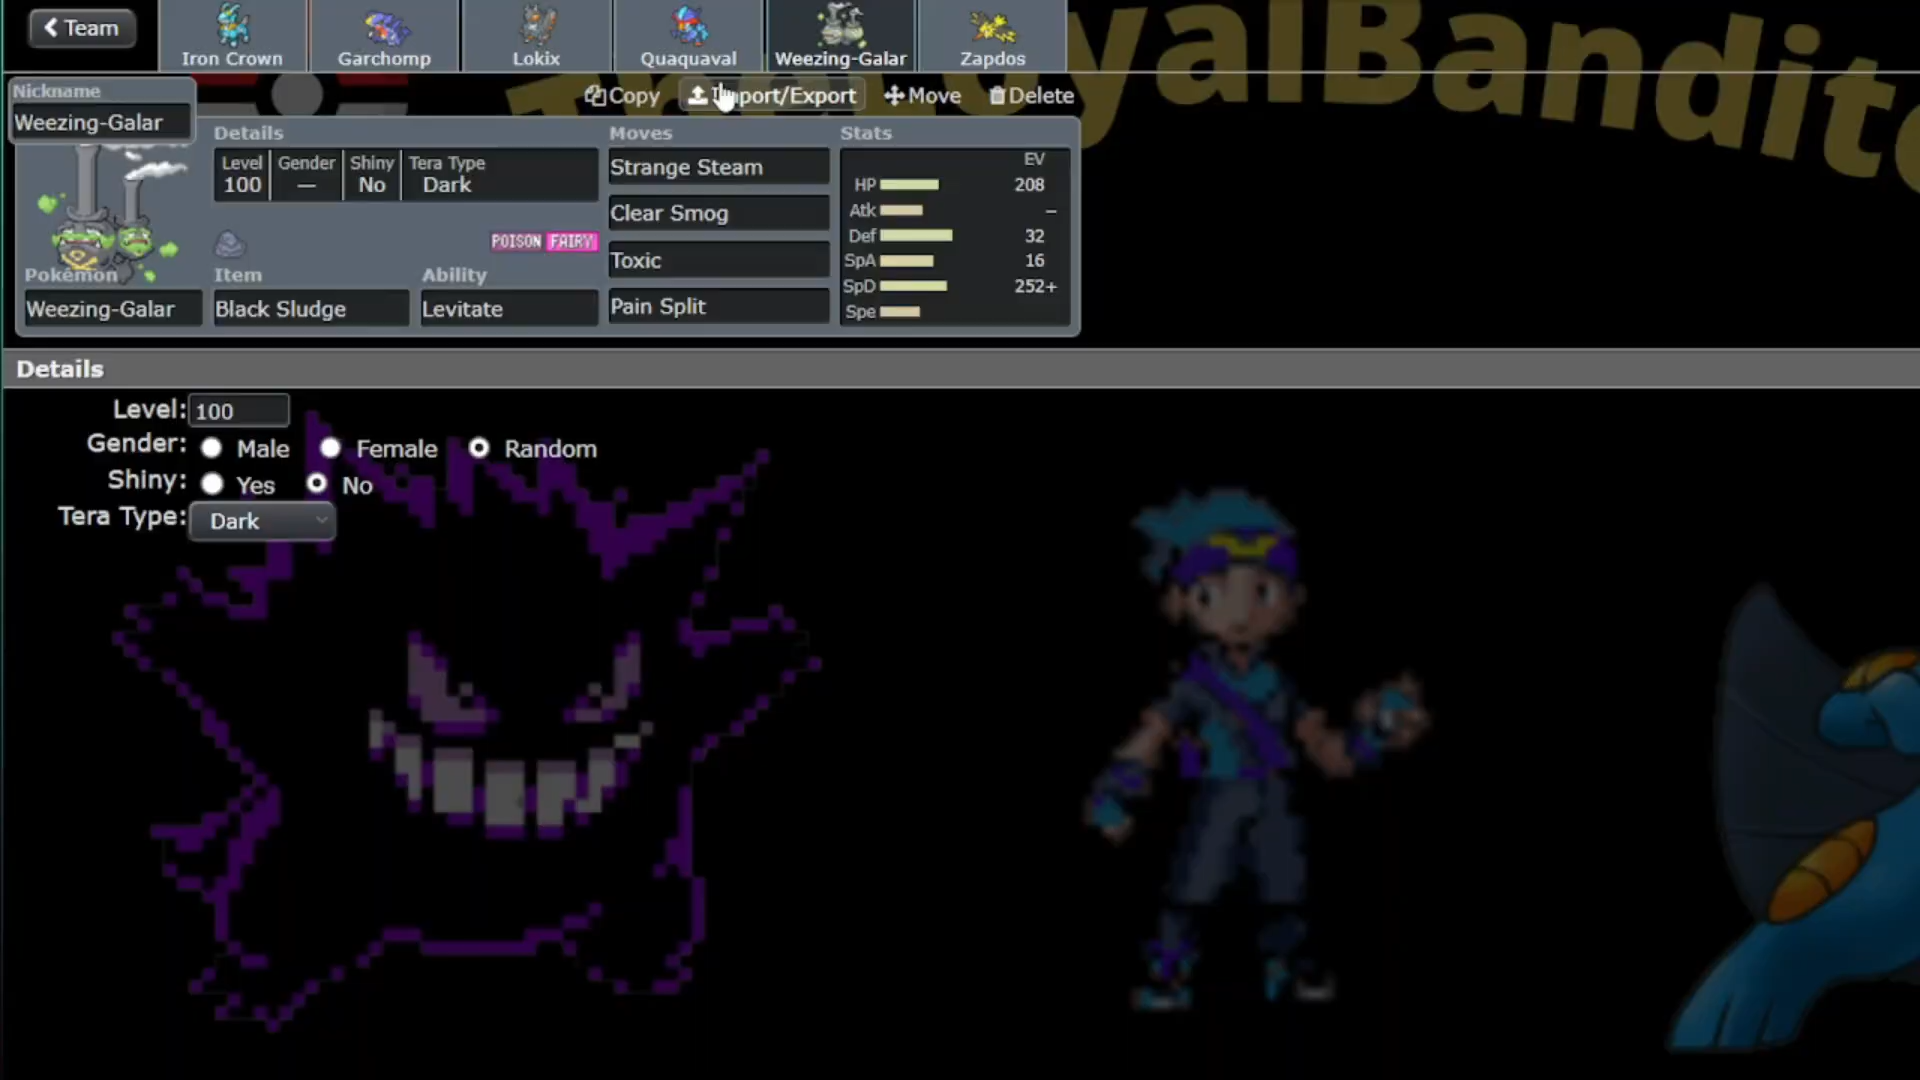 Team
Iron Crown
Garchomp
Lokix
Quaquaval
Weezing-Galar
Zapdos
RoyalBandit
Nickname
Weezing-Galar
Copy
Import/Export
Move
Delete
Details
Moves
Stats
Level
100
Gender
—
Shiny
No
Tera Type
Dark
POISON FAIRY
Pokémon
Weezing-Galar
Item
Black Sludge
Ability
Levitate
Strange Steam
Clear Smog
Toxic
Pain Split
EV
HP 208
Atk –
Def 32
SpA 16
SpD 252+
Spe
Details
Level: 100
Gender: Male Female Random
Shiny: Yes No
Tera Type: Dark